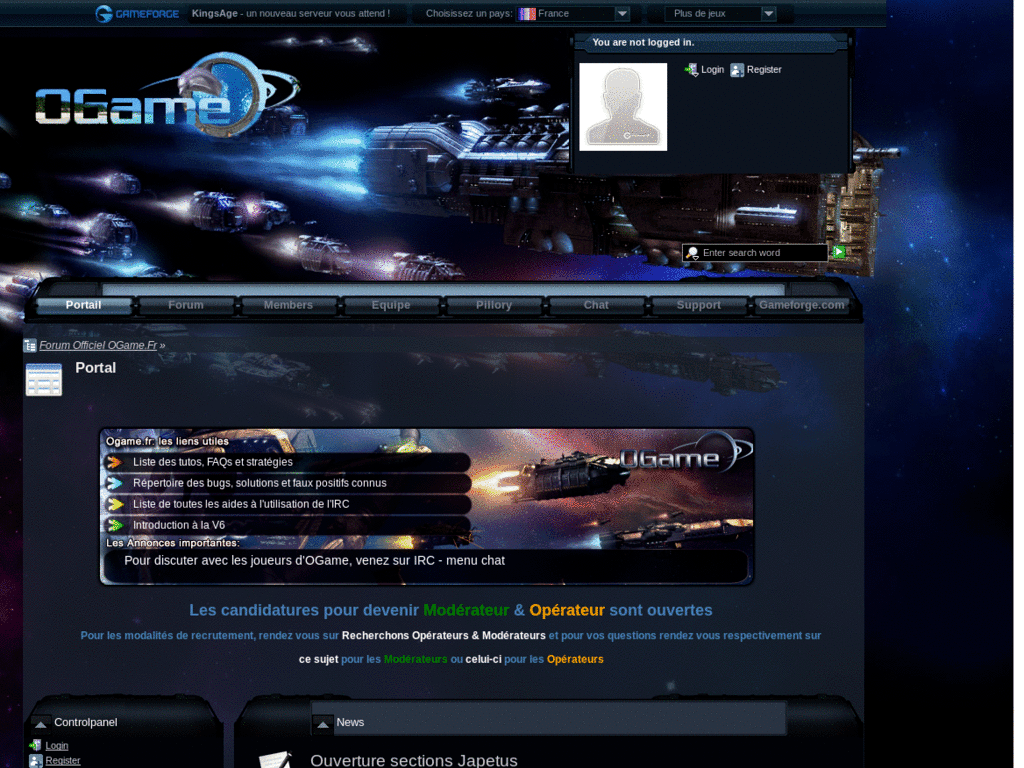 GAMEFORGE
KingsAge - un nouveau serveur vous attend !
Choisissez un pays: France
Plus de jeux
You are not logged in.
Login Register
OGame
Enter search word
Portail Forum Members Equipe Pillory Chat Support Gameforge.com
Forum Officiel OGame.Fr »
Portal
Ogame.fr: les liens utiles
OGame
Liste des tutos, FAQs et stratégies
Répertoire des bugs, solutions et faux positifs connus
Liste de toutes les aides à l'utilisation de l'IRC
Introduction à la V6
Les Annonces importantes:
Pour discuter avec les joueurs d'OGame, venez sur IRC - menu chat
Les candidatures pour devenir Modérateur & Opérateur sont ouvertes
Pour les modalités de recrutement, rendez vous sur Recherchons Opérateurs & Modérateurs et pour vos questions rendez vous respectivement sur
ce sujet pour les Modérateurs ou celui-ci pour les Opérateurs
Controlpanel
News
Login
Register
Ouverture sections Japetus